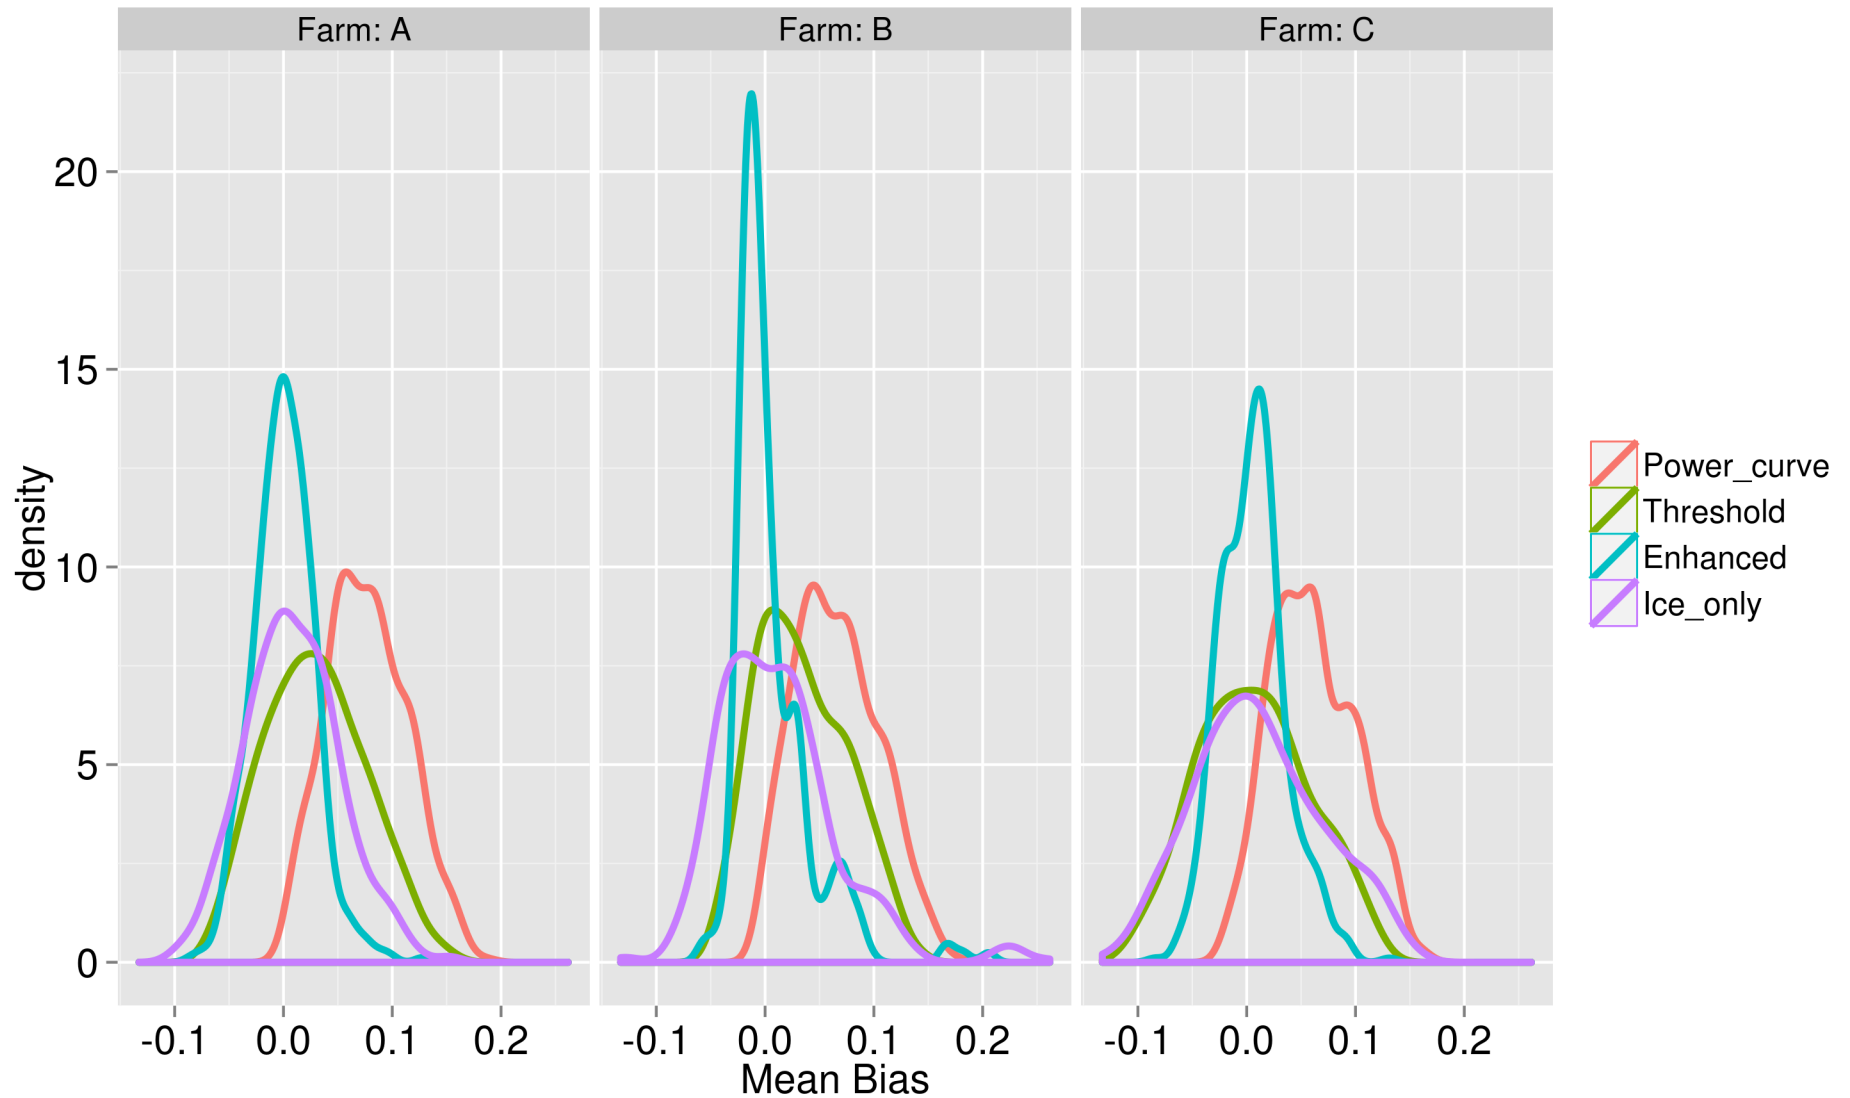 Farm: A
Farm: B
Farm: C
density
20
15
10
5
0
-0.1 0.0 0.1 0.2
-0.1 0.0 0.1 0.2
-0.1 0.0 0.1 0.2
Mean Bias
Power_curve
Threshold
Enhanced
Ice_only